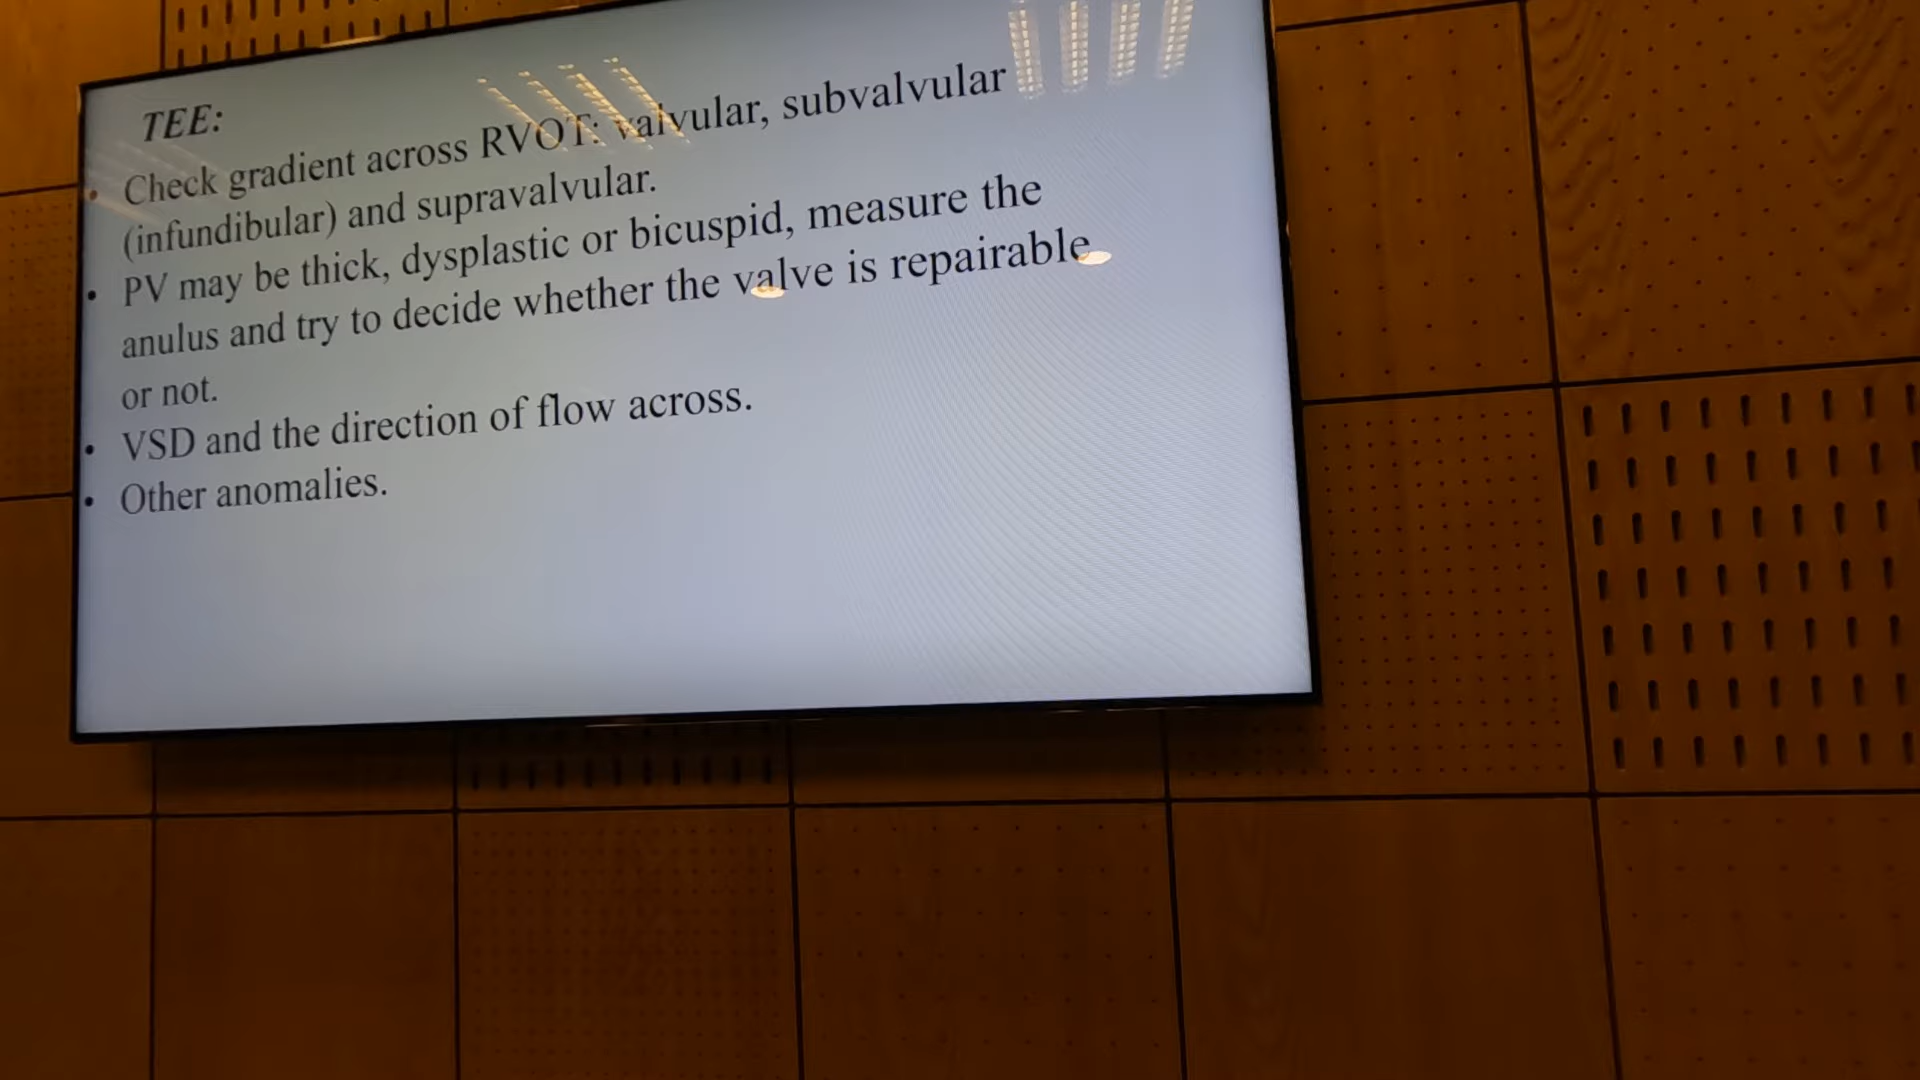 TEE:
• Check gradient across RVOT: valvular, subvalvular
(infundibular) and supravalvular.
• PV may be thick, dysplastic or bicuspid, measure the
anulus and try to decide whether the valve is repairable
or not.
• VSD and the direction of flow across.
• Other anomalies.